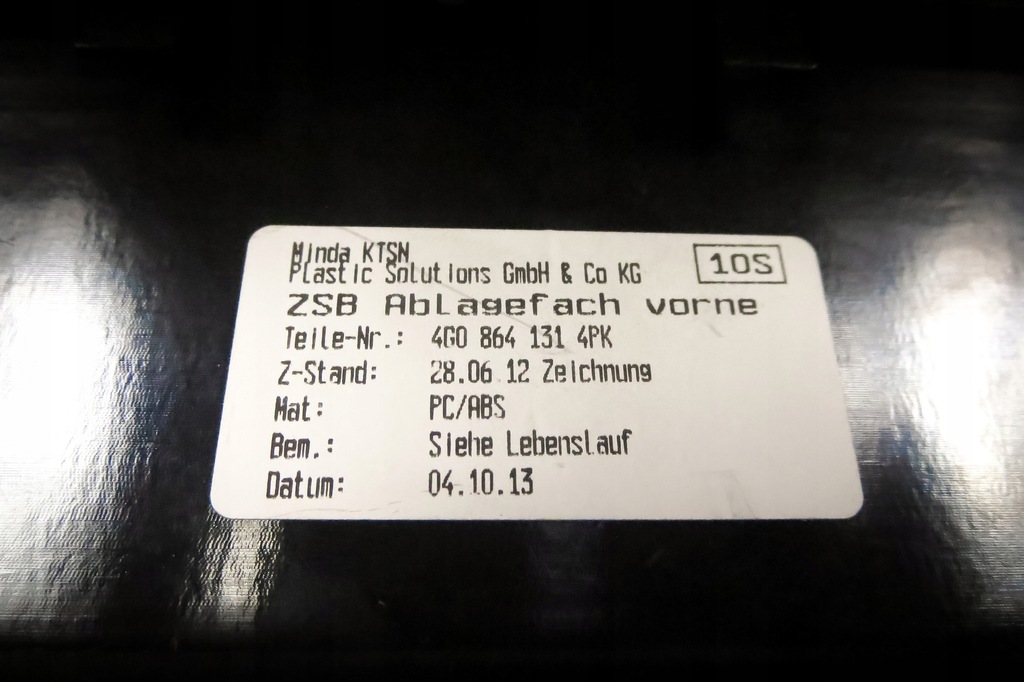 Minda KTSN
Plastic Solutions GmbH & Co KG
10S
ZSB Ablagefach vorne
Teile-Nr.: 4G0 864 131 4PK
Z-Stand: 28.06.12 Zeichnung
Mat: PC/ABS
Bem.: Siehe Lebenslauf
Datum: 04.10.13